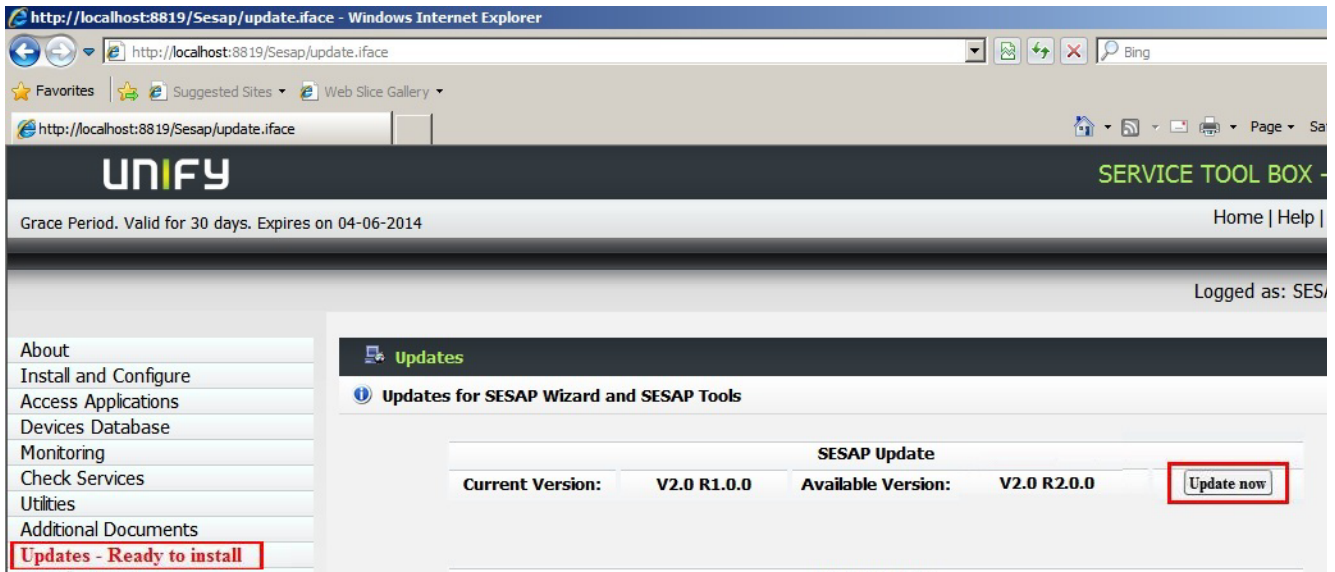 http://localhost:8819/Sesap/update.iface - Windows Internet Explorer
http://localhost:8819/Sesap/update.iface
Bing
Favorites
Suggested Sites
Web Slice Gallery
http://localhost:8819/Sesap/update.iface
Page
Sa
UNIFY
SERVICE TOOL BOX -
Grace Period. Valid for 30 days. Expires on 04-06-2014
Home | Help |
Logged as: SESA
About
Install and Configure
Access Applications
Devices Database
Monitoring
Check Services
Utilities
Additional Documents
Updates - Ready to install
Updates
Updates for SESAP Wizard and SESAP Tools
SESAP Update
Current Version: V2.0 R1.0.0 Available Version: V2.0 R2.0.0 Update now